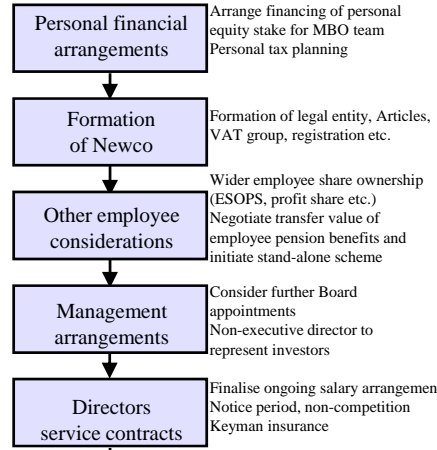 Personal financial
arrangements
Arrange financing of personal
equity stake for MBO team
Personal tax planning
Formation
of Newco
Formation of legal entity, Articles,
VAT group, registration etc.
Other employee
considerations
Wider employee share ownership
(ESOPS, profit share etc.)
Negotiate transfer value of
employee pension benefits and
initiate stand-alone scheme
Management
arrangements
Consider further Board
appointments
Non-executive director to
represent investors
Directors
service contracts
Finalise ongoing salary arrangemen
Notice period, non-competition
Keyman insurance